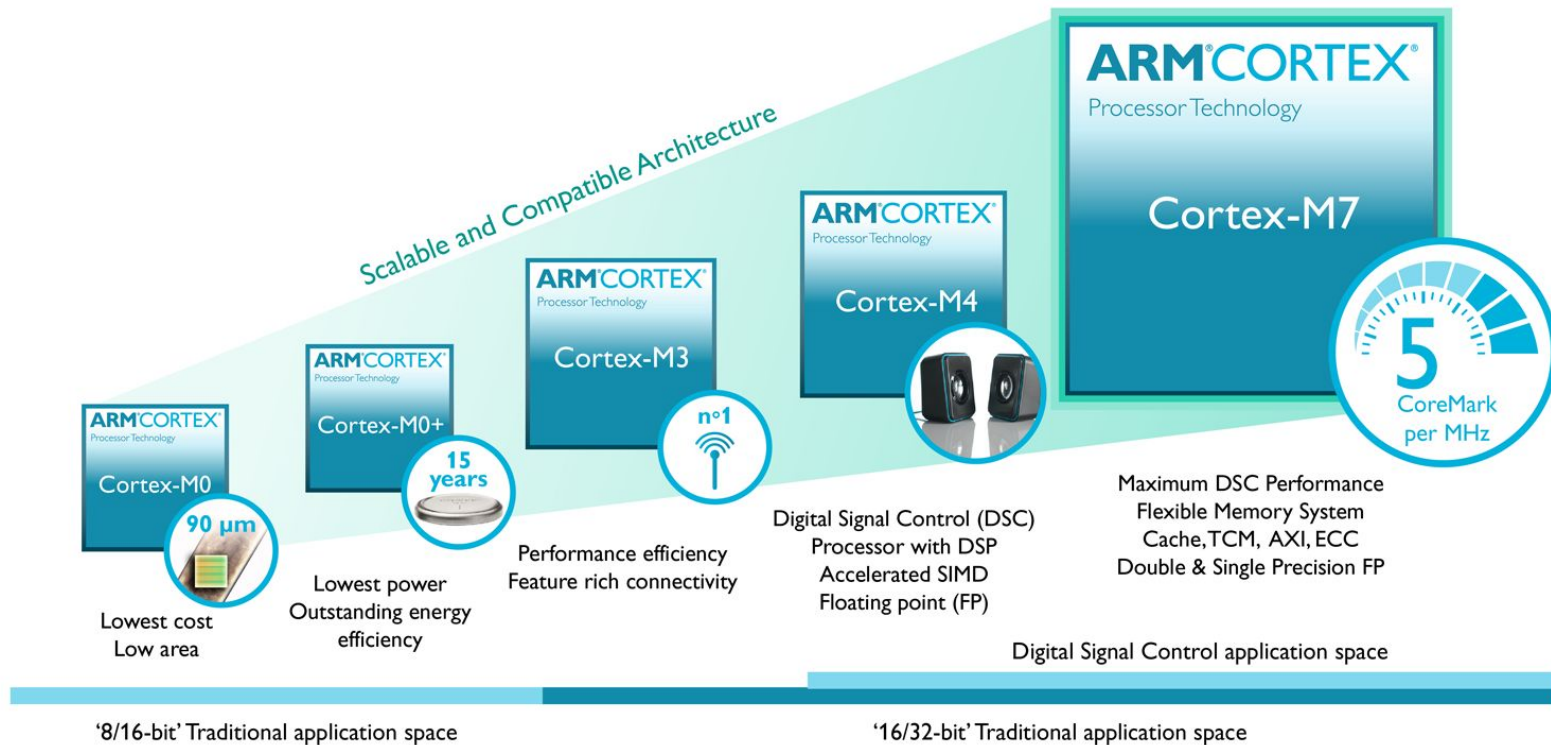 Scalable and Compatible Architecture
ARM®CORTEX®
Processor Technology
Cortex-M0
90 µm
Lowest cost
Low area
ARM®CORTEX®
Processor Technology
Cortex-M0+
15
years
Lowest power
Outstanding energy
efficiency
ARM®CORTEX®
Processor Technology
Cortex-M3
n°1
Performance efficiency
Feature rich connectivity
ARM®CORTEX®
Processor Technology
Cortex-M4
Digital Signal Control (DSC)
Processor with DSP
Accelerated SIMD
Floating point (FP)
ARM®CORTEX®
Processor Technology
Cortex-M7
5
CoreMark
per MHz
Maximum DSC Performance
Flexible Memory System
Cache, TCM, AXI, ECC
Double & Single Precision FP
Digital Signal Control application space
‘8/16-bit’ Traditional application space
‘16/32-bit’ Traditional application space